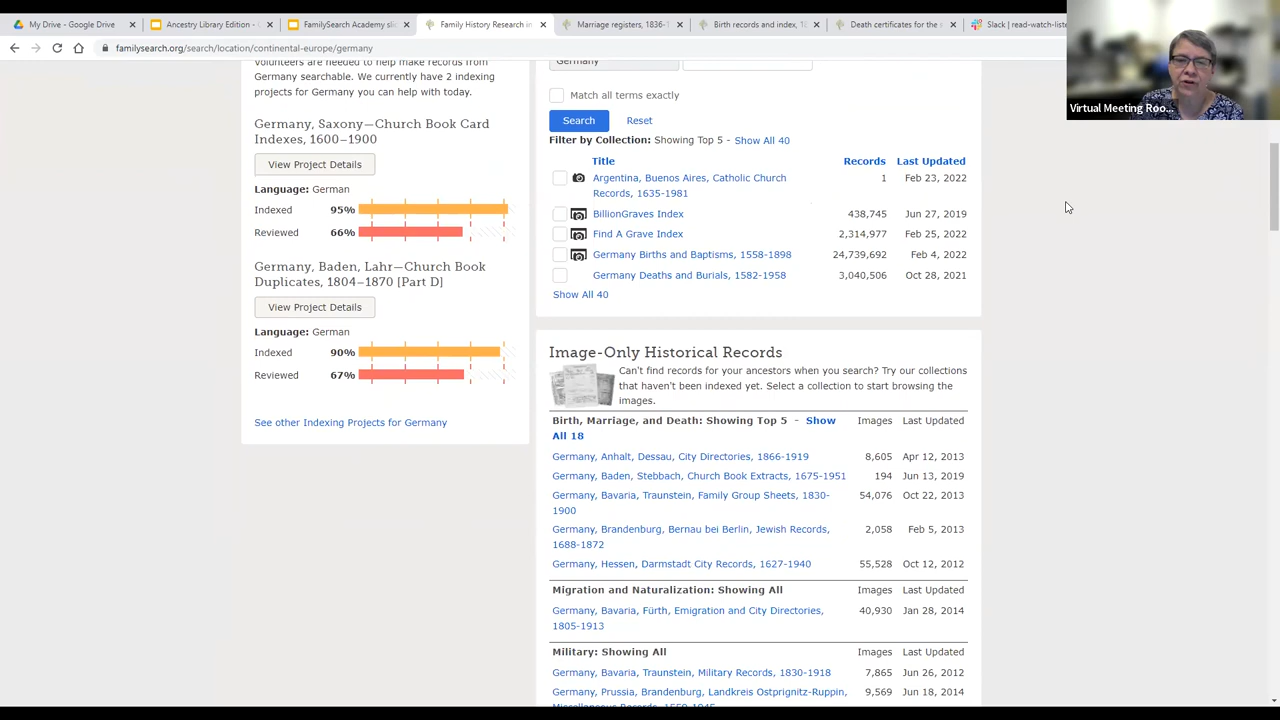 My Drive - Google Drive
Ancestry Library Edition - G
FamilySearch Academy slid
Family History Research in
Marriage registers, 1836-1
Birth records and index, 12
Death certificates for the
Slack | read-watch-liste
familysearch.org/search/location/continental-europe/germany
Virtual Meeting Roo...
volunteers are needed to help make records from
Germany searchable. We currently have 2 indexing
projects for Germany you can help with today.
Germany, Saxony—Church Book Card
Indexes, 1600–1900
View Project Details
Language: German
Indexed 95%
Reviewed 66%
Germany, Baden, Lahr—Church Book
Duplicates, 1804–1870 [Part D]
View Project Details
Language: German
Indexed 90%
Reviewed 67%
See other Indexing Projects for Germany
Germany
Match all terms exactly
Search Reset
Filter by Collection: Showing Top 5 - Show All 40
Title Records Last Updated
Argentina, Buenos Aires, Catholic Church 1 Feb 23, 2022
Records, 1635-1981
BillionGraves Index 438,745 Jun 27, 2019
Find A Grave Index 2,314,977 Feb 25, 2022
Germany Births and Baptisms, 1558-1898 24,739,692 Feb 4, 2022
Germany Deaths and Burials, 1582-1958 3,040,506 Oct 28, 2021
Show All 40
Image-Only Historical Records
Can't find records for your ancestors when you search? Try our collections
that haven't been indexed yet. Select a collection to start browsing the
images.
Birth, Marriage, and Death: Showing Top 5 - Show Images Last Updated
All 18
Germany, Anhalt, Dessau, City Directories, 1866-1919 8,605 Apr 12, 2013
Germany, Baden, Stebbach, Church Book Extracts, 1675-1951 194 Jun 13, 2019
Germany, Bavaria, Traunstein, Family Group Sheets, 1830- 54,076 Oct 22, 2013
1900
Germany, Brandenburg, Bernau bei Berlin, Jewish Records, 2,058 Feb 5, 2013
1688-1872
Germany, Hessen, Darmstadt City Records, 1627-1940 55,528 Oct 12, 2012
Migration and Naturalization: Showing All Images Last Updated
Germany, Bavaria, Fürth, Emigration and City Directories, 40,930 Jan 28, 2014
1805-1913
Military: Showing All Images Last Updated
Germany, Bavaria, Traunstein, Military Records, 1830-1918 7,865 Jun 26, 2012
Germany, Prussia, Brandenburg, Landkreis Ostprignitz-Ruppin, 9,569 Jun 18, 2014
Miscellaneous Records, 1559-1945